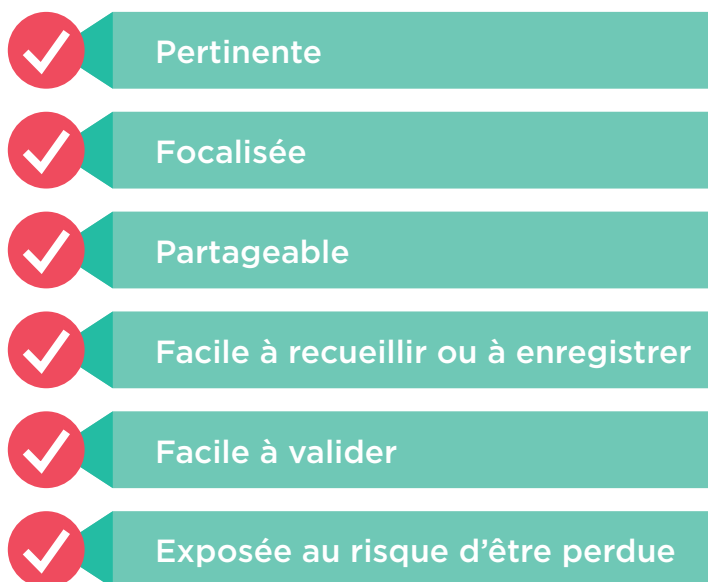 Pertinente
Focalisée
Partageable
Facile à recueillir ou à enregistrer
Facile à valider
Exposée au risque d’être perdue